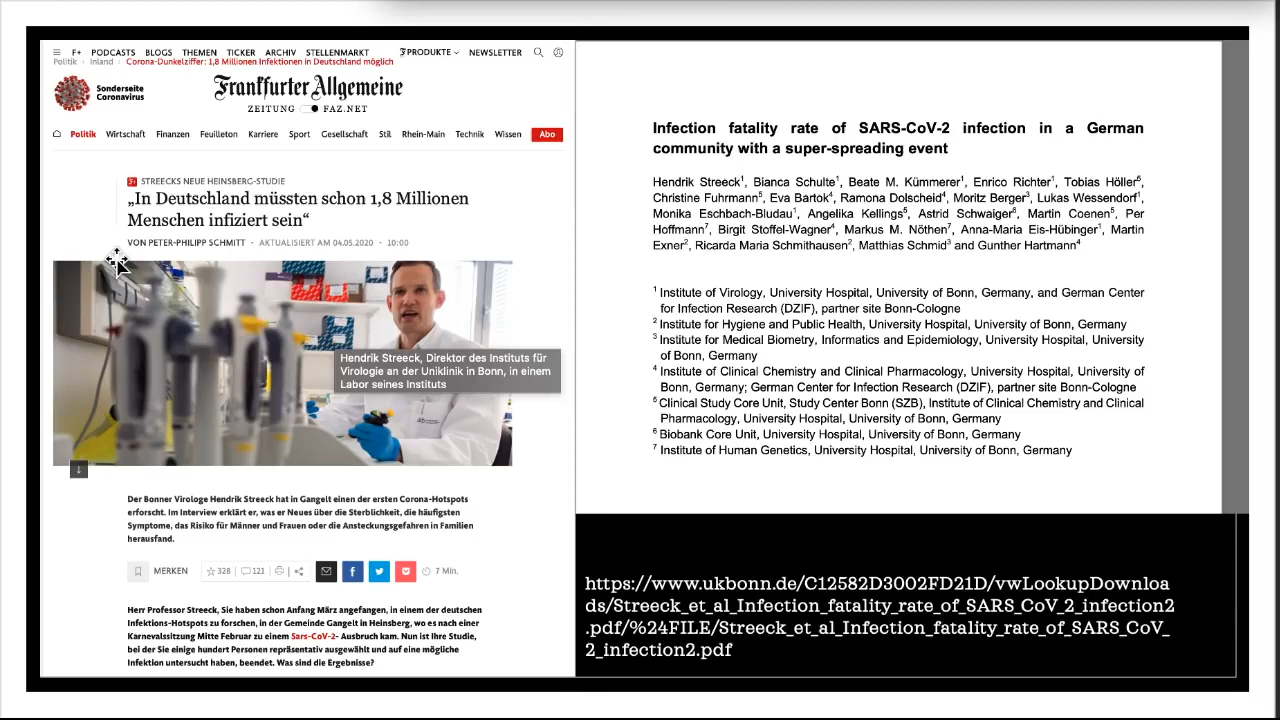 F+ PODCASTS BLOGS THEMEN TICKER ARCHIV STELLENMARKT PRODUKTE NEWSLETTER
Politik › Inland › Corona-Dunkelziffer: 1,8 Millionen Infektionen in Deutschland möglich
Sonderseite
Coronavirus
Frankfurter Allgemeine
ZEITUNG FAZ.NET
Politik Wirtschaft Finanzen Feuilleton Karriere Sport Gesellschaft Stil Rhein-Main Technik Wissen Abo
F+ STREECKS NEUE HEINSBERG-STUDIE
„In Deutschland müssten schon 1,8 Millionen
Menschen infiziert sein“
VON PETER-PHILIPP SCHMITT - AKTUALISIERT AM 04.05.2020 - 10:00
Hendrik Streeck, Direktor des Instituts für
Virologie an der Uniklinik in Bonn, in einem
Labor seines Instituts
Der Bonner Virologe Hendrik Streeck hat in Gangelt einen der ersten Corona-Hotspots
erforscht. Im Interview erklärt er, was er Neues über die Sterblichkeit, die häufigsten
Symptome, das Risiko für Männer und Frauen oder die Ansteckungsgefahren in Familien
herausfand.
MERKEN 328 121 7 Min.
Herr Professor Streeck, Sie haben schon Anfang März angefangen, in einem der deutschen
Infektions-Hotspots zu forschen, in der Gemeinde Gangelt in Heinsberg, wo es nach einer
Karnevalssitzung Mitte Februar zu einem Sars-CoV-2- Ausbruch kam. Nun ist Ihre Studie,
bei der Sie einige hundert Personen repräsentativ ausgewählt und auf eine mögliche
Infektion untersucht haben, beendet. Was sind die Ergebnisse?
Infection fatality rate of SARS-CoV-2 infection in a German
community with a super-spreading event
Hendrik Streeck¹, Bianca Schulte¹, Beate M. Kümmerer¹, Enrico Richter¹, Tobias Höller⁶,
Christine Fuhrmann⁵, Eva Bartok⁴, Ramona Dolscheid⁴, Moritz Berger³, Lukas Wessendorf¹,
Monika Eschbach-Bludau¹, Angelika Kellings⁵, Astrid Schwaiger⁶, Martin Coenen⁵, Per
Hoffmann⁷, Birgit Stoffel-Wagner⁴, Markus M. Nöthen⁷, Anna-Maria Eis-Hübinger¹, Martin
Exner², Ricarda Maria Schmithausen², Matthias Schmid³ and Gunther Hartmann⁴
¹ Institute of Virology, University Hospital, University of Bonn, Germany, and German Center
for Infection Research (DZIF), partner site Bonn-Cologne
² Institute for Hygiene and Public Health, University Hospital, University of Bonn, Germany
³ Institute for Medical Biometry, Informatics and Epidemiology, University Hospital, University
of Bonn, Germany
⁴ Institute of Clinical Chemistry and Clinical Pharmacology, University Hospital, University of
Bonn, Germany; German Center for Infection Research (DZIF), partner site Bonn-Cologne
⁵ Clinical Study Core Unit, Study Center Bonn (SZB), Institute of Clinical Chemistry and Clinical
Pharmacology, University Hospital, University of Bonn, Germany
⁶ Biobank Core Unit, University Hospital, University of Bonn, Germany
⁷ Institute of Human Genetics, University Hospital, University of Bonn, Germany
https://www.ukbonn.de/C12582D3002FD21D/vwLookupDownloa
ds/Streeck_et_al_Infection_fatality_rate_of_SARS_CoV_2_infection2
.pdf/%24FILE/Streeck_et_al_Infection_fatality_rate_of_SARS_CoV_
2_infection2.pdf